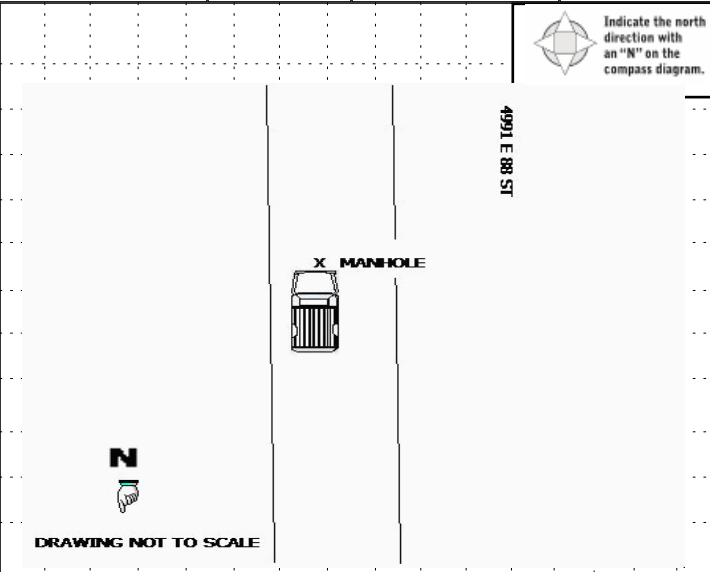 Indicate the north
direction with
an “N” on the
compass diagram.
4991 E 88 ST
X MANHOLE
N
DRAWING NOT TO SCALE